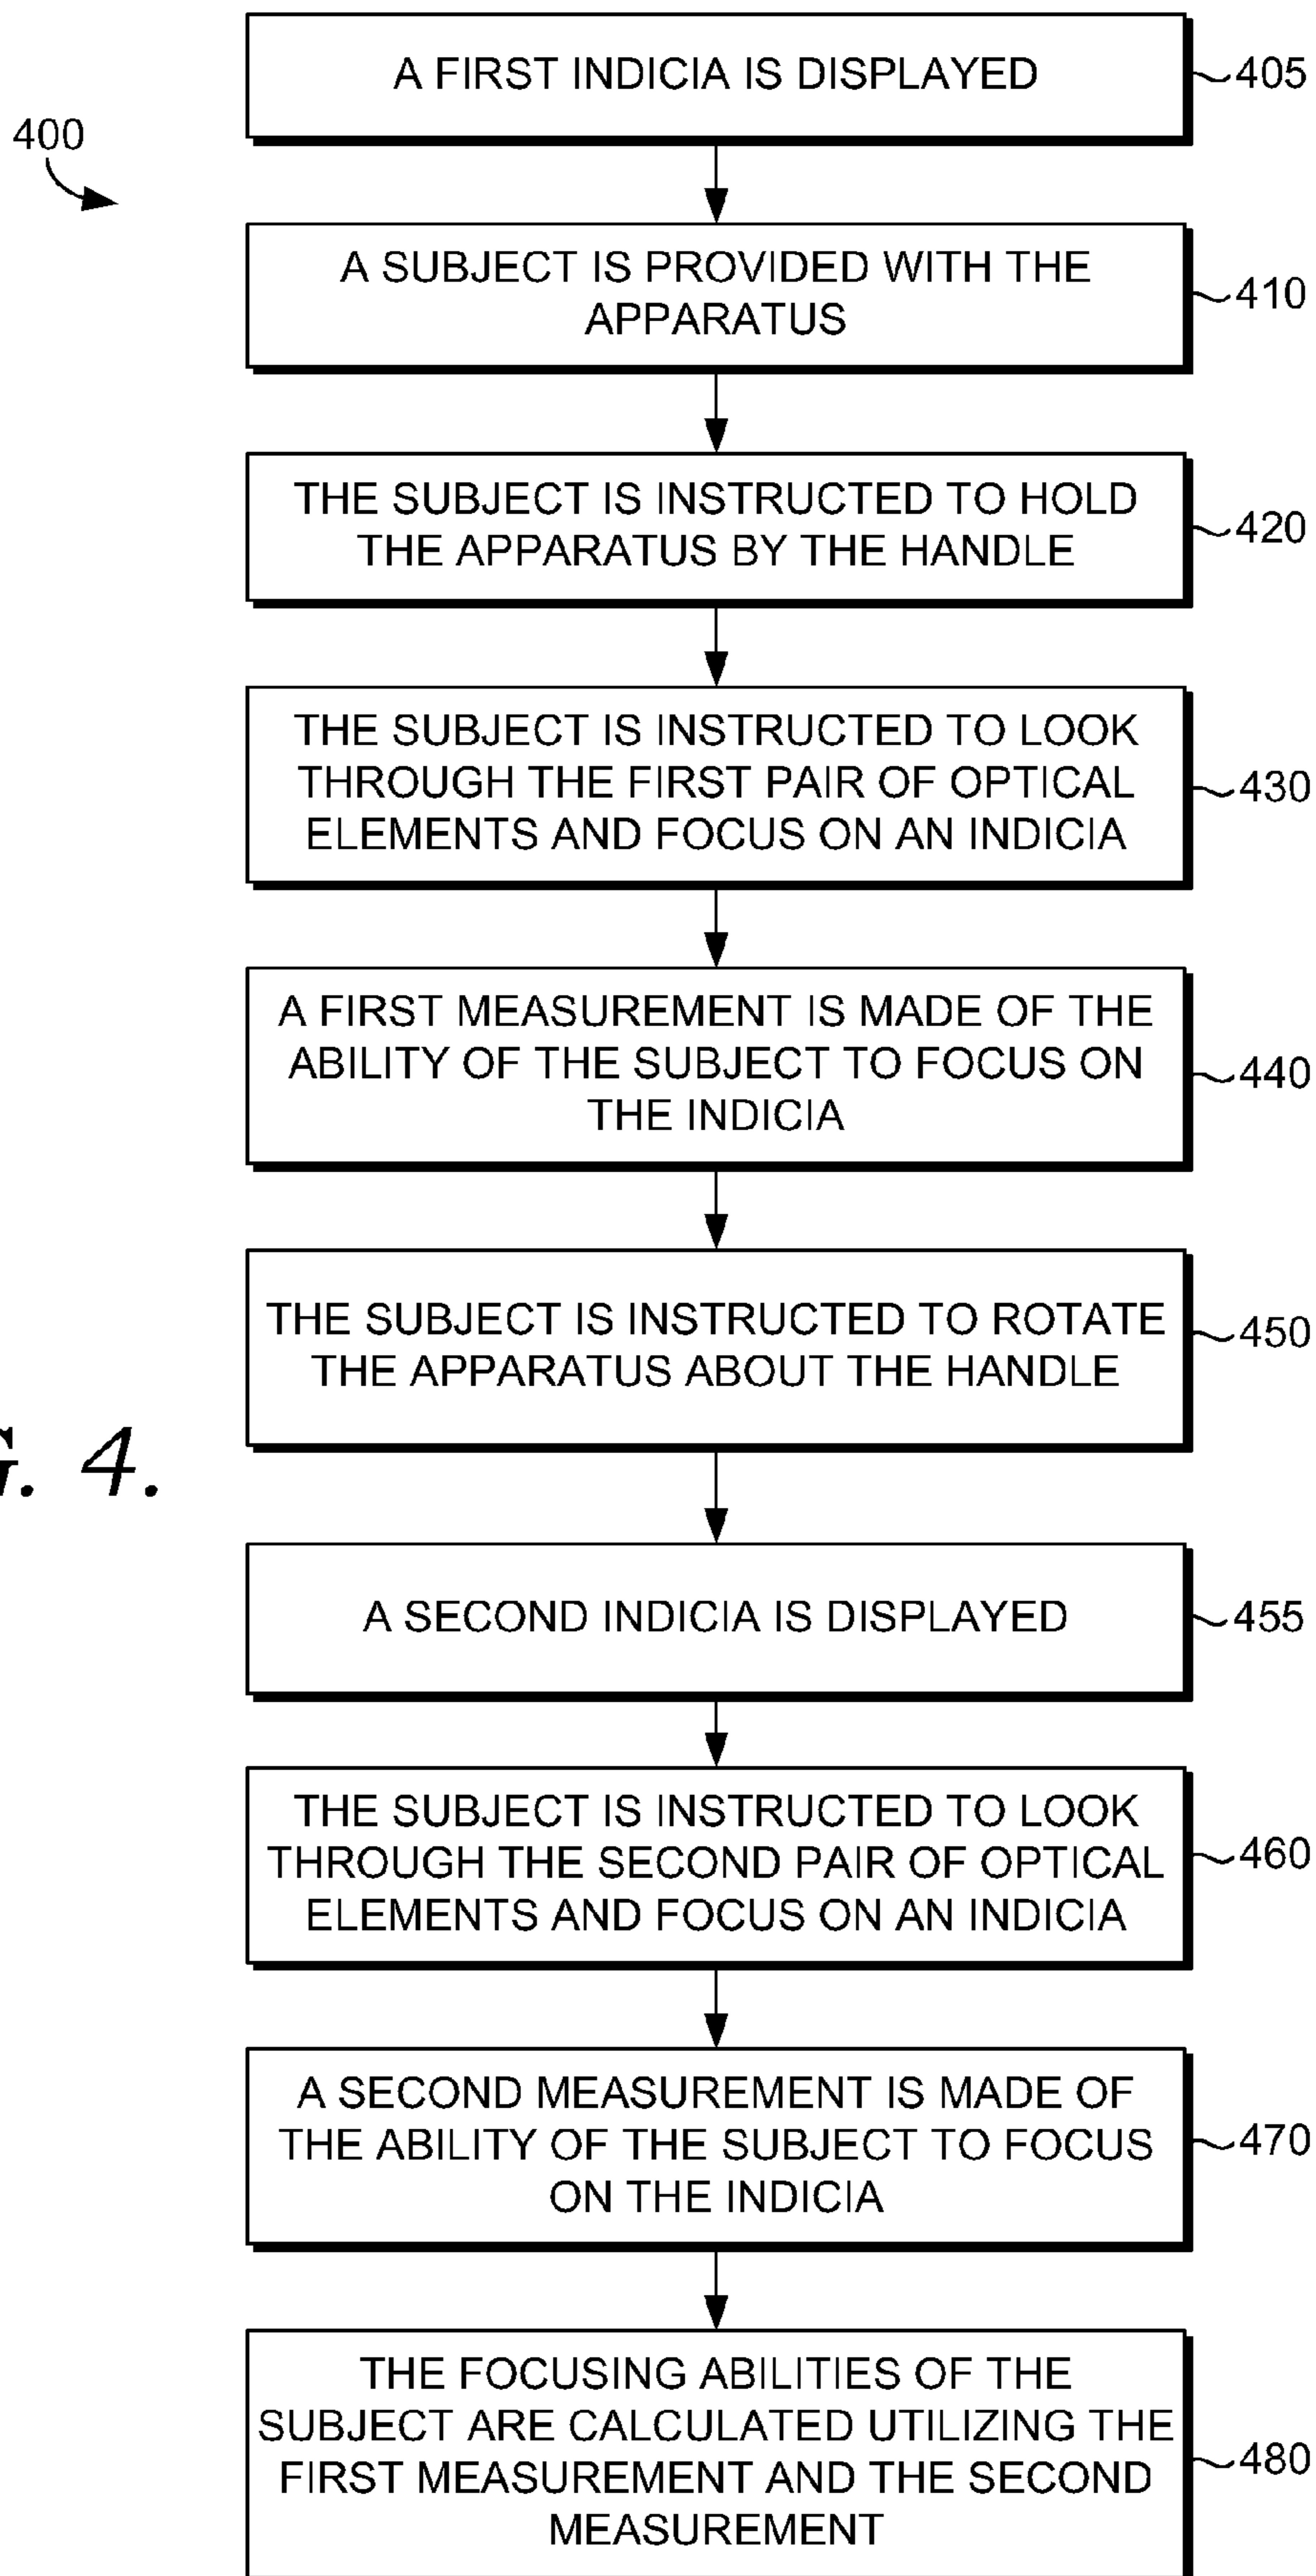 A FIRST INDICIA IS DISPLAYED
405
400
A SUBJECT IS PROVIDED WITH THE
APPARATUS
410
THE SUBJECT IS INSTRUCTED TO HOLD
THE APPARATUS BY THE HANDLE
420
THE SUBJECT IS INSTRUCTED TO LOOK
THROUGH THE FIRST PAIR OF OPTICAL
ELEMENTS AND FOCUS ON AN INDICIA
430
A FIRST MEASUREMENT IS MADE OF THE
ABILITY OF THE SUBJECT TO FOCUS ON
THE INDICIA
440
THE SUBJECT IS INSTRUCTED TO ROTATE
THE APPARATUS ABOUT THE HANDLE
450
G. 4.
A SECOND INDICIA IS DISPLAYED
455
THE SUBJECT IS INSTRUCTED TO LOOK
THROUGH THE SECOND PAIR OF OPTICAL
ELEMENTS AND FOCUS ON AN INDICIA
460
A SECOND MEASUREMENT IS MADE OF
THE ABILITY OF THE SUBJECT TO FOCUS
ON THE INDICIA
470
THE FOCUSING ABILITIES OF THE
SUBJECT ARE CALCULATED UTILIZING THE
FIRST MEASUREMENT AND THE SECOND
MEASUREMENT
480